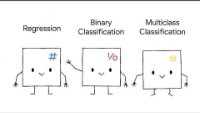 Regression
Binary
Classification
Multiclass
Classification
#
1/0
*